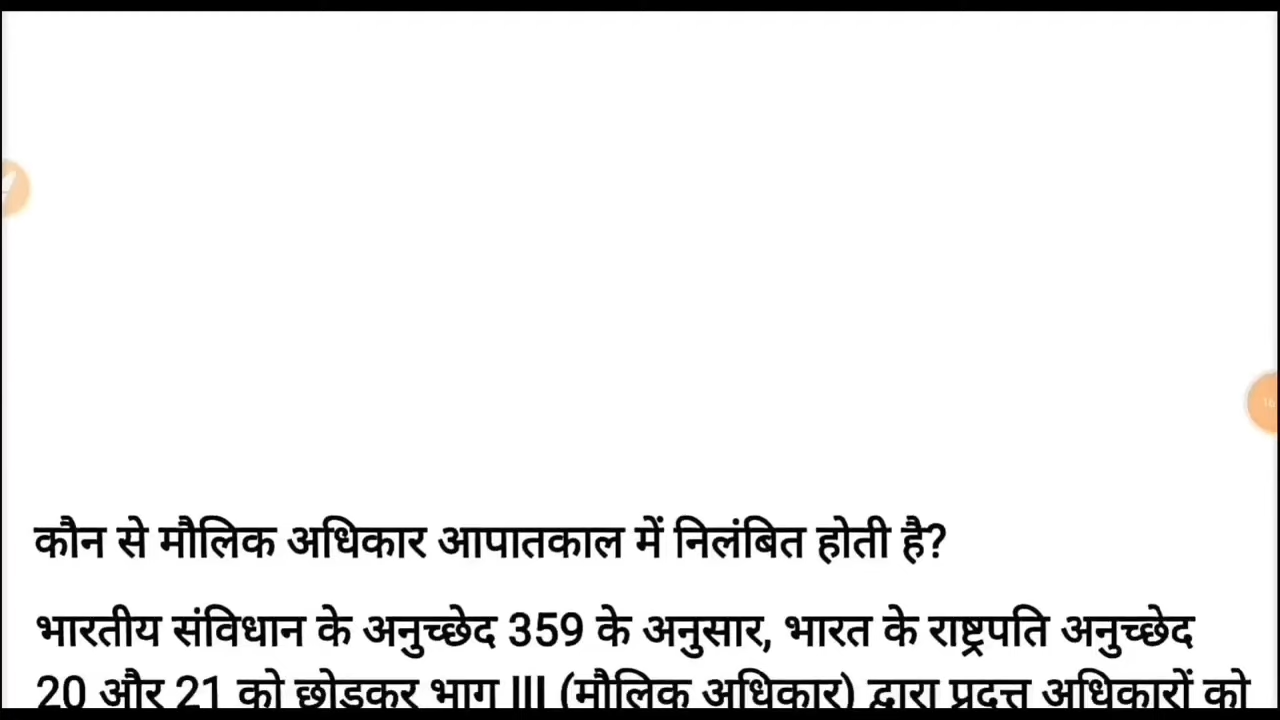 कौन से मौलिक अधिकार आपातकाल में निलंबित होती है?
भारतीय संविधान के अनुच्छेद 359 के अनुसार, भारत के राष्ट्रपति अनुच्छेद
20 और 21 को छोड़कर भाग III (मौलिक अधिकार) द्वारा प्रदत्त अधिकारों को